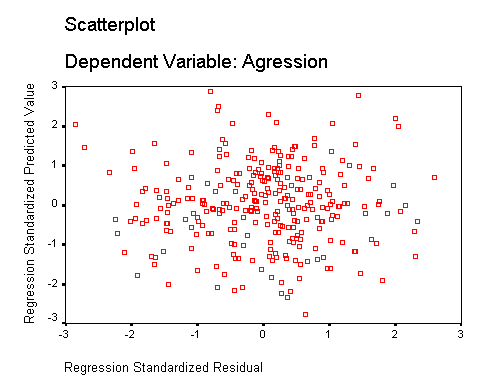 Scatterplot
Dependent Variable: Agression
Regression Standardized Predicted Value
3
2
1
0
-1
-2
-3
-3 -2 -1 0 1 2 3
Regression Standardized Residual